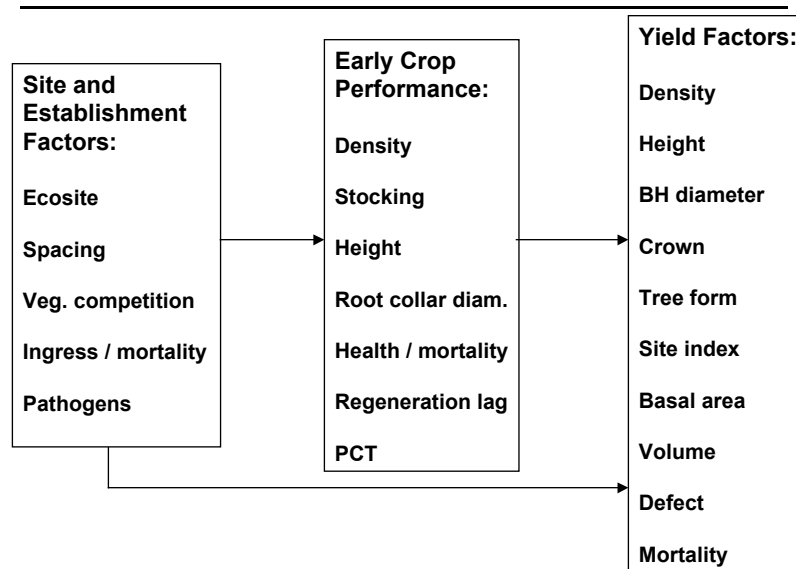 Site and
Establishment
Factors:
Ecosite
Spacing
Veg. competition
Ingress / mortality
Pathogens
Early Crop
Performance:
Density
Stocking
Height
Root collar diam.
Health / mortality
Regeneration lag
PCT
Yield Factors:
Density
Height
BH diameter
Crown
Tree form
Site index
Basal area
Volume
Defect
Mortality